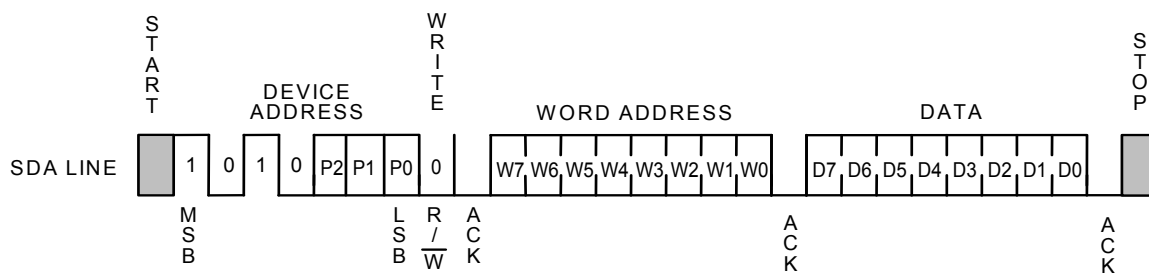 START
WRITE
STOP
DEVICE
ADDRESS
WORD ADDRESS
DATA
SDA LINE
1 0 1 0 P2 P1 P0 0 W7 W6 W5 W4 W3 W2 W1 W0 D7 D6 D5 D4 D3 D2 D1 D0
MSB
LSB
R/W̅
ACK
ACK
ACK